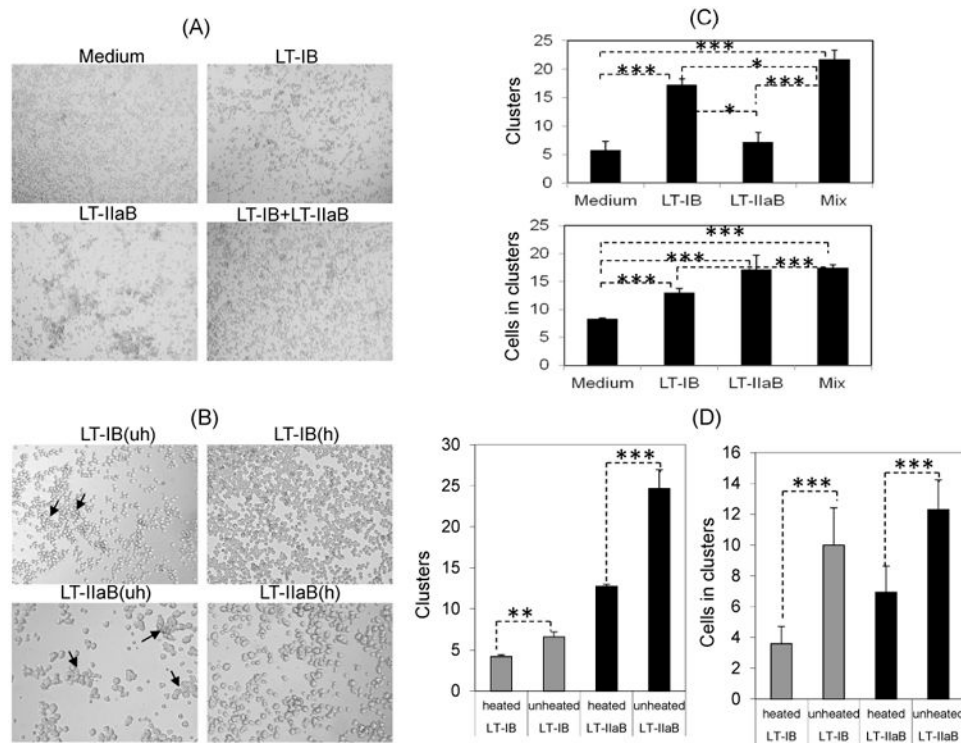 (A)
Medium LT-IB
LT-IIaB LT-IB+LT-IIaB
(C)
Clusters
25
20
15
10
5
0
*** * *** *** *
Medium LT-IB LT-IIaB Mix
Cells in clusters
25
20
15
10
5
0
*** *** *** ***
Medium LT-IB LT-IIaB Mix
(B)
LT-IB(uh) LT-IB(h)
LT-IIaB(uh) LT-IIaB(h)
(D)
Clusters
30
25
20
15
10
5
0
** ***
heated unheated heated unheated
LT-IB LT-IB LT-IIaB LT-IIaB
Cells in clusters
16
14
12
10
8
6
4
2
0
*** ***
heated unheated heated unheated
LT-IB LT-IB LT-IIaB LT-IIaB